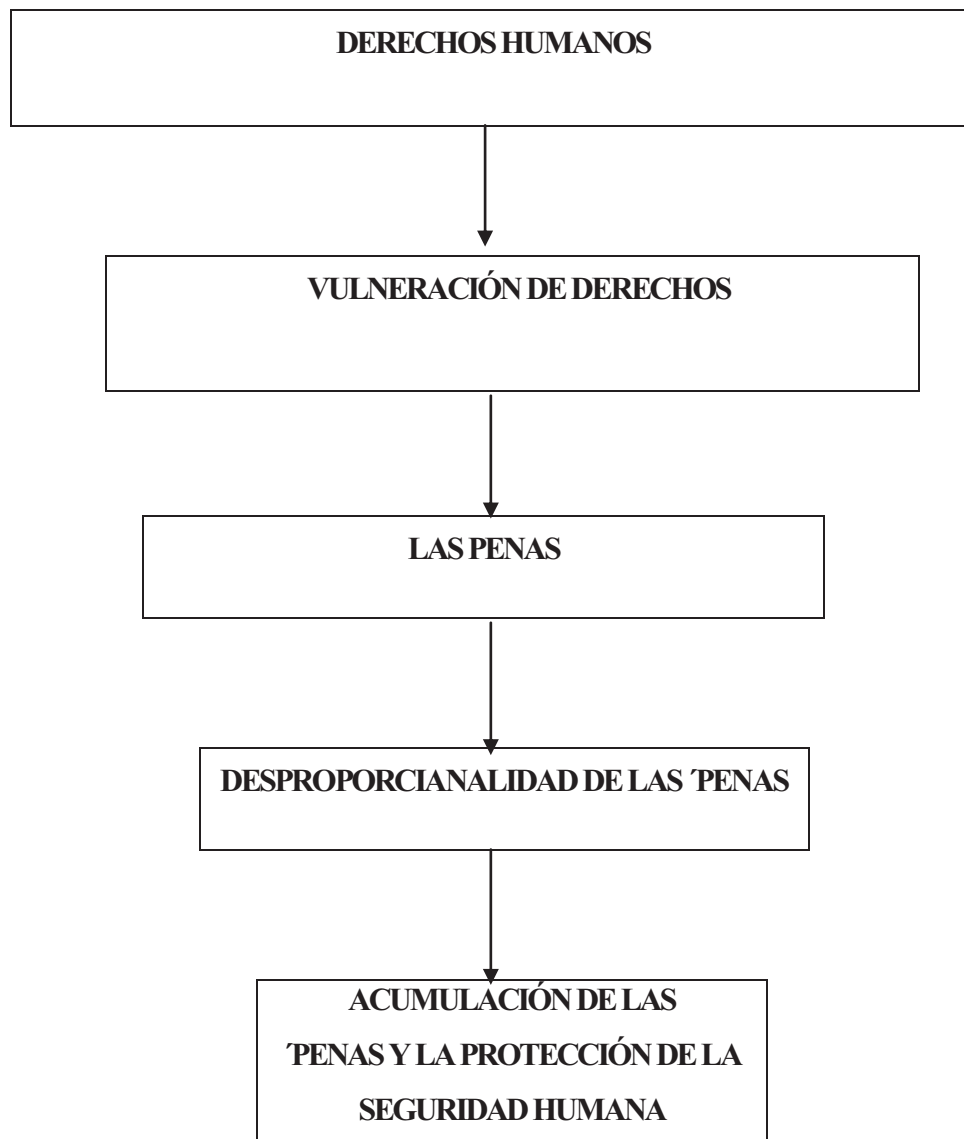 DERECHOS HUMANOS
VULNERACIÓN DE DERECHOS
LAS PENAS
DESPROPORCIANALIDAD DE LAS ´PENAS
ACUMULACIÓN DE LAS
´PENAS Y LA PROTECCIÓN DE LA
SEGURIDAD HUMANA